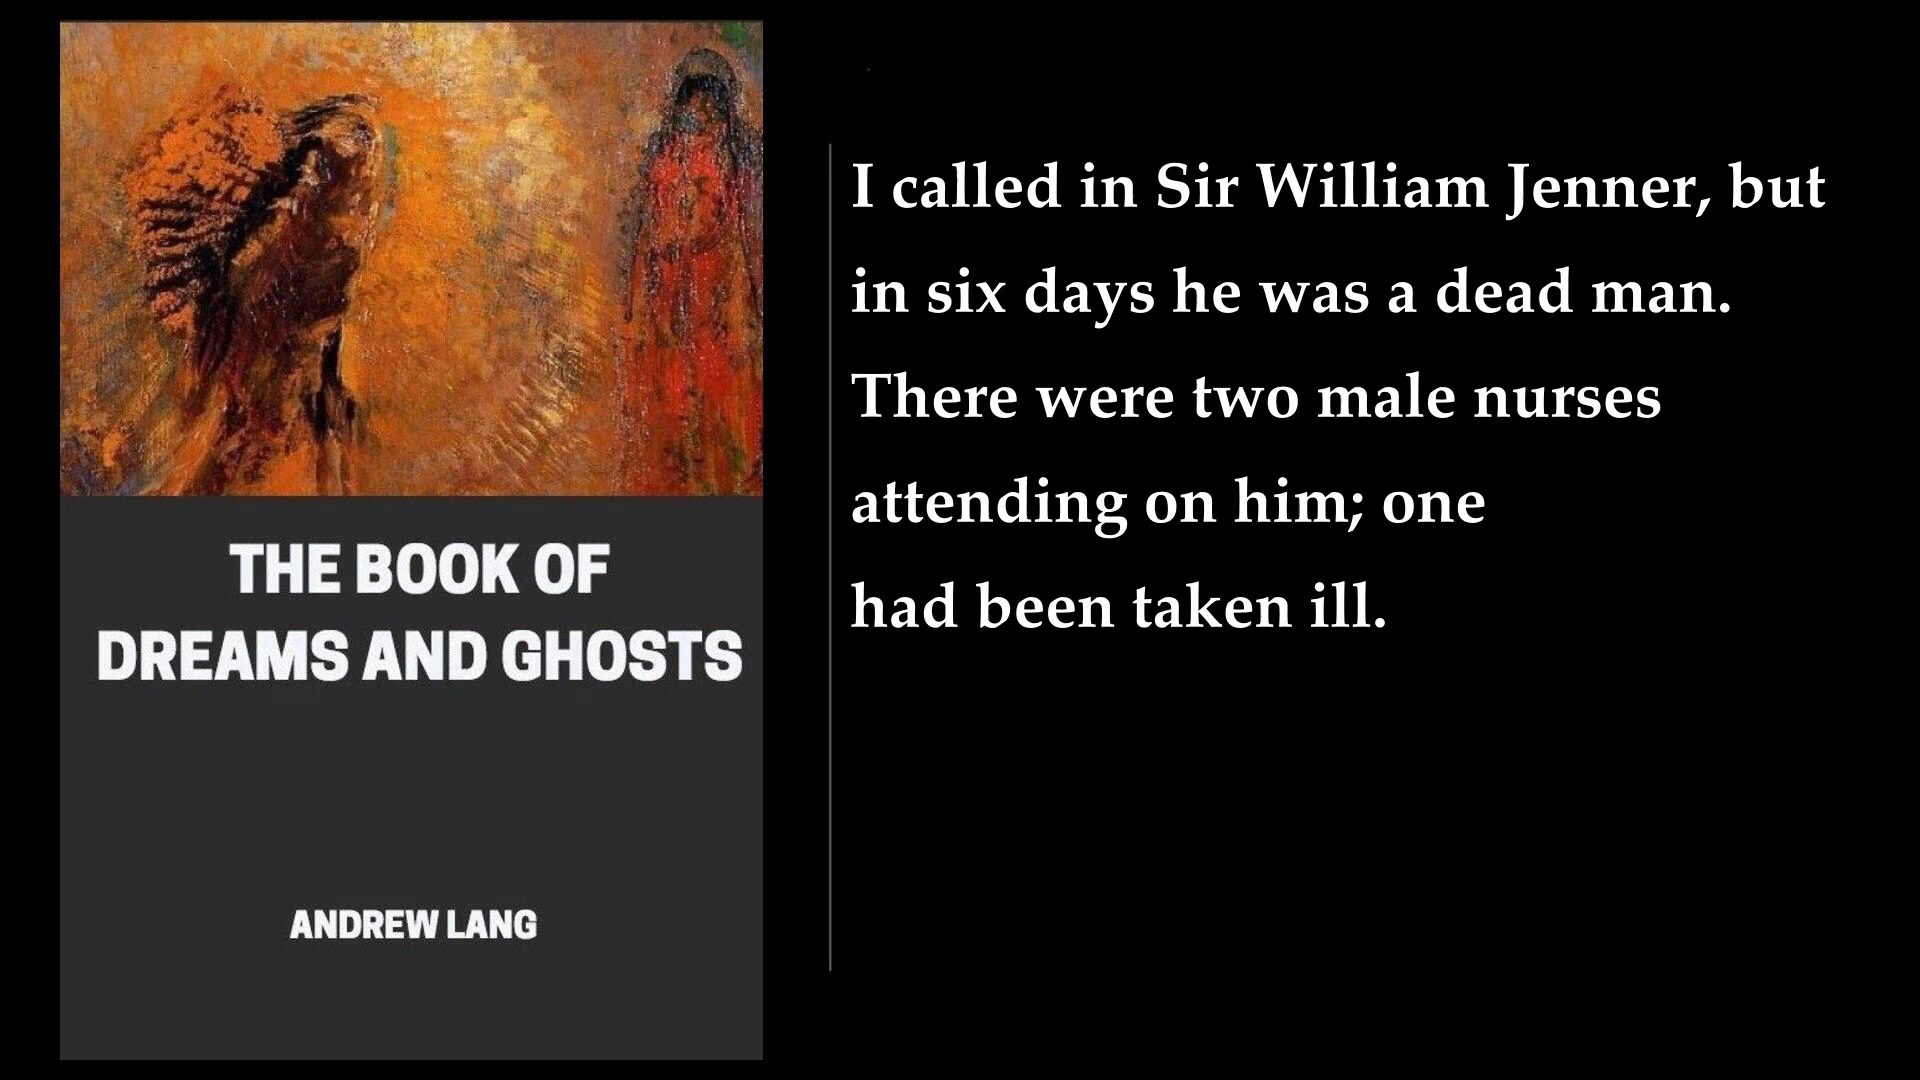 THE BOOK OF
DREAMS AND GHOSTS
ANDREW LANG
I called in Sir William Jenner, but
in six days he was a dead man.
There were two male nurses
attending on him; one
had been taken ill.